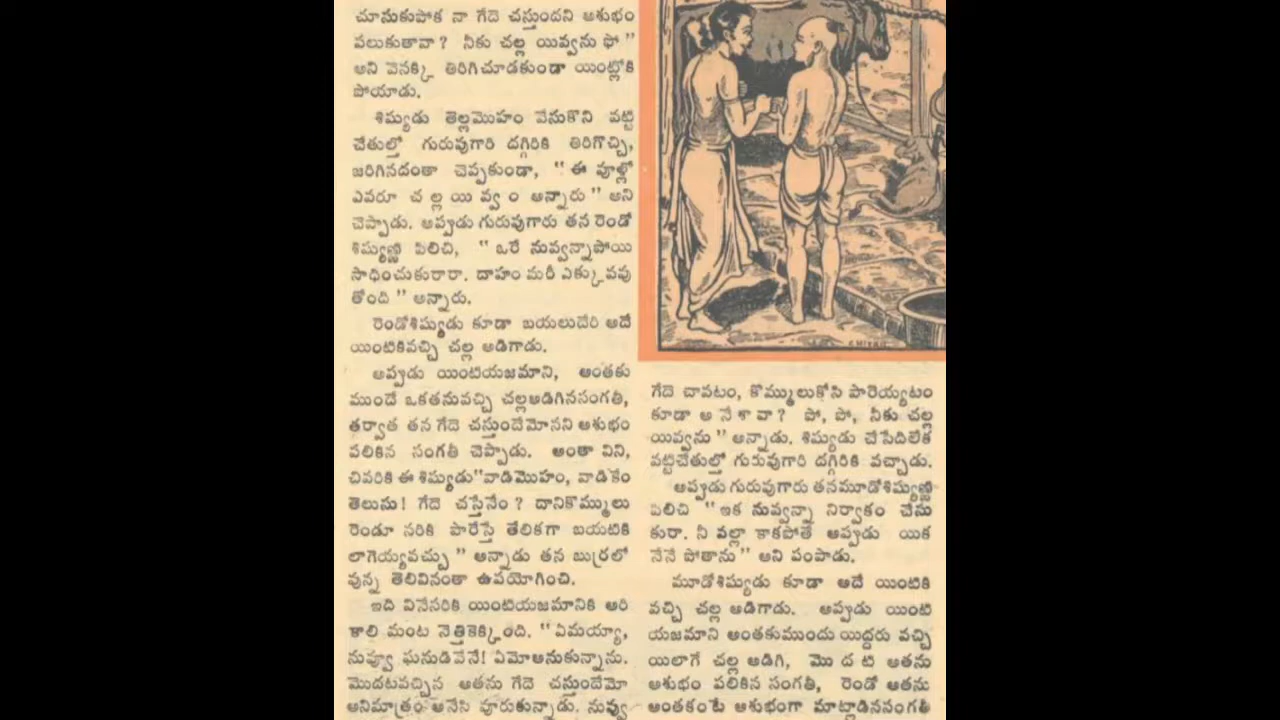 చూసుకుపోక నా గేదె చస్తుందని అశుభం
పలుకుతావా? నీకు చల్ల యివ్వను ఫో"
అని వెనక్కి తిరిగిచూడకుండా యింట్లోకి
పోయాడు.
శిష్యుడు తెల్లమొహం వేసుకొని వట్టి
చేతుల్తో గురువుగారి దగ్గిరికి తిరిగొచ్చి,
జరిగినదంతా చెప్పకుండా, "ఈ వూళ్లో
ఎవరూ చల్లయివ్వం అన్నారు" అని
చెప్పాడు. అప్పుడు గురువుగారు తన రెండో
శిష్యుణ్ణి పిలిచి, "ఒరే నువ్వన్నాపోయి
సాధించుకురారా. దాహం మరీ ఎక్కువవు
తోంది" అన్నారు.
రెండోశిష్యుడు కూడా బయలుదేరి అదే
యింటికివచ్చి చల్ల అడిగాడు.
అప్పుడు యింటియజమాని, అంతకు
ముందే ఒకతనువచ్చి చల్లఅడిగినసంగతీ,
తర్వాత తన గేదె చస్తుందేమోనని అశుభం
పలికిన సంగతీ చెప్పాడు. అంతా విని,
చివరికి ఈ శిష్యుడు "వాడిమొహం, వాడికేం
తెలుసు! గేదె చస్తేనేం? దానికొమ్ములు
రెండూ నరికి పారేస్తే తేలికగా బయటికి
లాగెయ్యవచ్చు" అన్నాడు తన బుర్రలో
వున్న తెలివినంతా ఉపయోగించి.
ఇది వినేసరికి యింటియజమానికి అరి
కాలి మంట నెత్తికెక్కింది. "ఏమయ్యా,
నువ్వూ ఘనుడివేనే! ఏమోఅనుకున్నాను.
మొదటవచ్చిన అతను గేదె చస్తుందేమో
అనిమాత్రం అనేసి వూరుకున్నాడు. నువ్వు
CHITRA
గేదె చావటం, కొమ్ములుకోసి పారెయ్యటం
కూడా అనేశావా? పో, పో, నీకు చల్ల
యివ్వను" అన్నాడు. శిష్యుడు చేసేదిలేక
వట్టిచేతుల్తో గురువుగారి దగ్గిరికి వచ్చాడు.
అప్పుడు గురువుగారు తనమూడోశిష్యుణ్ణి
పిలిచి "ఇక నువ్వన్నా నిర్వాకం చేసు
కురా. నీ వల్లా కాకపోతే అప్పుడు యిక
నేనే పోతాను" అని పంపాడు.
మూడోశిష్యుడు కూడా అదే యింటికి
వచ్చి చల్ల అడిగాడు. అప్పుడు యింటి
యజమాని అంతకుముందు యిద్దరు వచ్చి
యిలాగే చల్ల అడిగి, మొదటి అతను
అశుభం పలికిన సంగతీ, రెండో అతను
అంతకంటె అశుభంగా మాట్లాడినసంగతీ